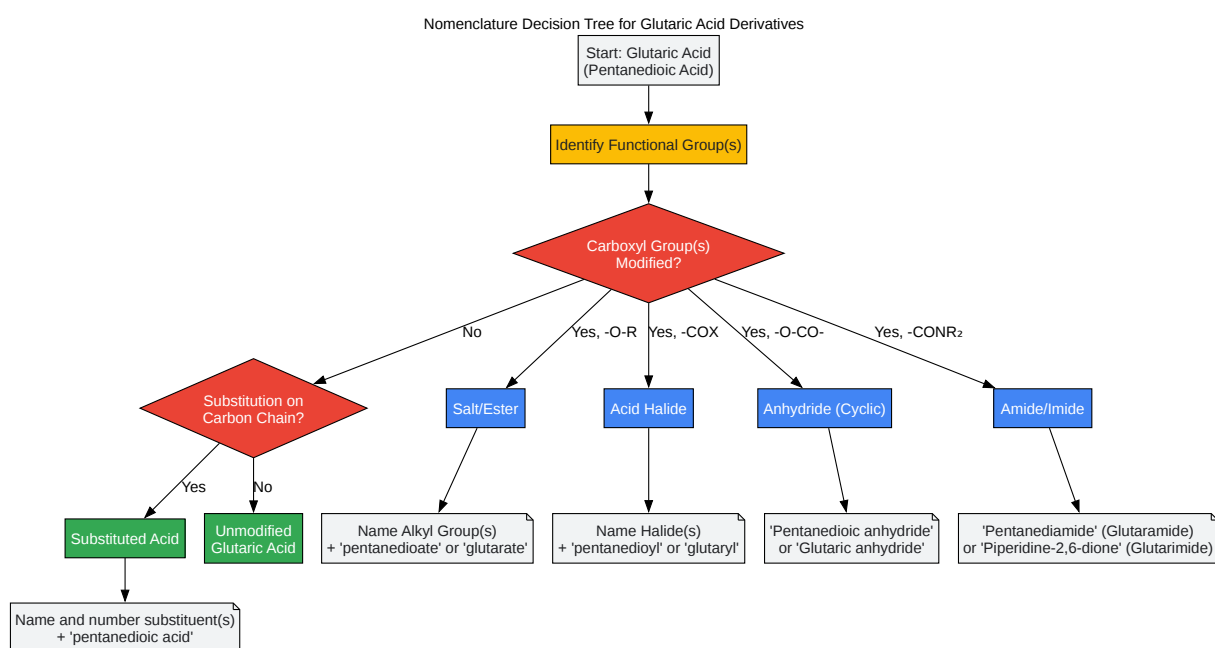 Nomenclature Decision Tree for Glutaric Acid Derivatives
Start: Glutaric Acid
(Pentanedioic Acid)
Identify Functional Group(s)
Carboxyl Group(s)
Modified?
No
Yes, -O-R
Yes, -COX
Yes, -O-CO-
Yes, -CONR₂
Substitution on
Carbon Chain?
Salt/Ester
Acid Halide
Anhydride (Cyclic)
Amide/Imide
Yes
No
Substituted Acid
Unmodified
Glutaric Acid
Name Alkyl Group(s)
+ 'pentanedioate' or 'glutarate'
Name Halide(s)
+ 'pentanedioyl' or 'glutaryl'
'Pentanedioic anhydride'
or 'Glutaric anhydride'
'Pentanediamide' (Glutaramide)
or 'Piperidine-2,6-dione' (Glutarimide)
Name and number substituent(s)
+ 'pentanedioic acid'